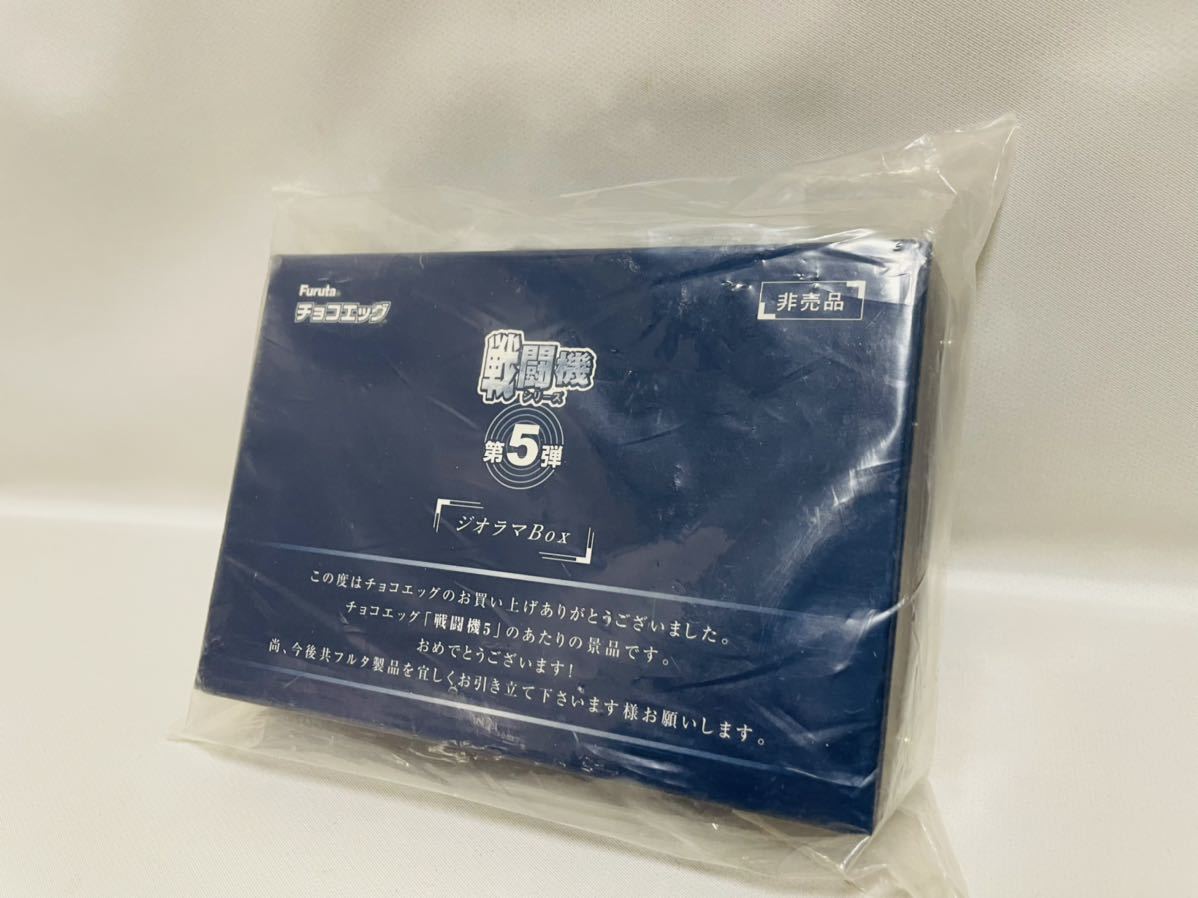 Furuta
チョコエッグ
非売品
戦闘機
シリーズ
第5弾
ジオラマBox
この度はチョコエッグのお買い上げありがとうございました。
チョコエッグ「戦闘機5」のあたりの景品です。
おめでとうございます!
尚、今後共フルタ製品を宜しくお引き立て下さいます様お願いします。